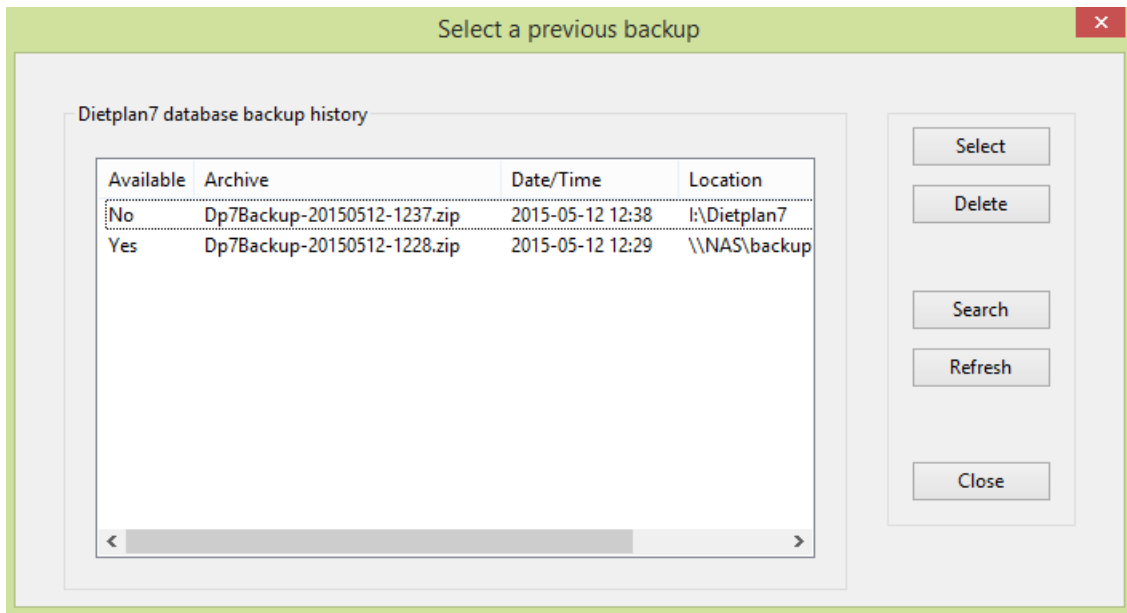 Select a previous backup
Dietplan7 database backup history
Available Archive Date/Time Location
No Dp7Backup-20150512-1237.zip 2015-05-12 12:38 I:\Dietplan7
Yes Dp7Backup-20150512-1228.zip 2015-05-12 12:29 \\NAS\backup
Select
Delete
Search
Refresh
Close